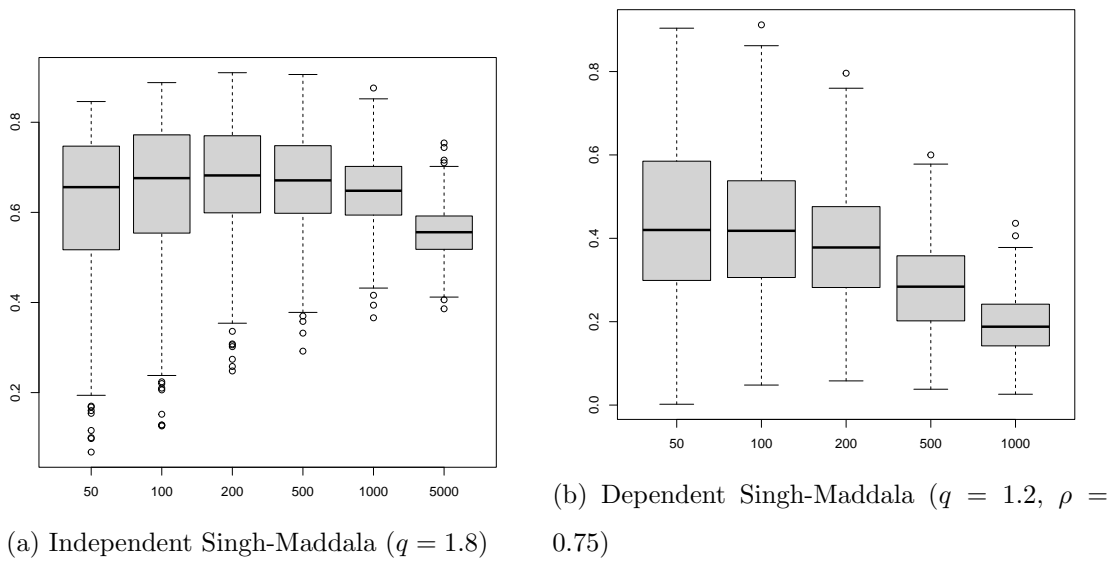 0.8
0.6
0.4
0.2
50 100 200 500 1000 5000
(a) Independent Singh-Maddala (q = 1.8)
0.8
0.6
0.4
0.2
0.0
50 100 200 500 1000
(b) Dependent Singh-Maddala (q = 1.2, ρ =
0.75)